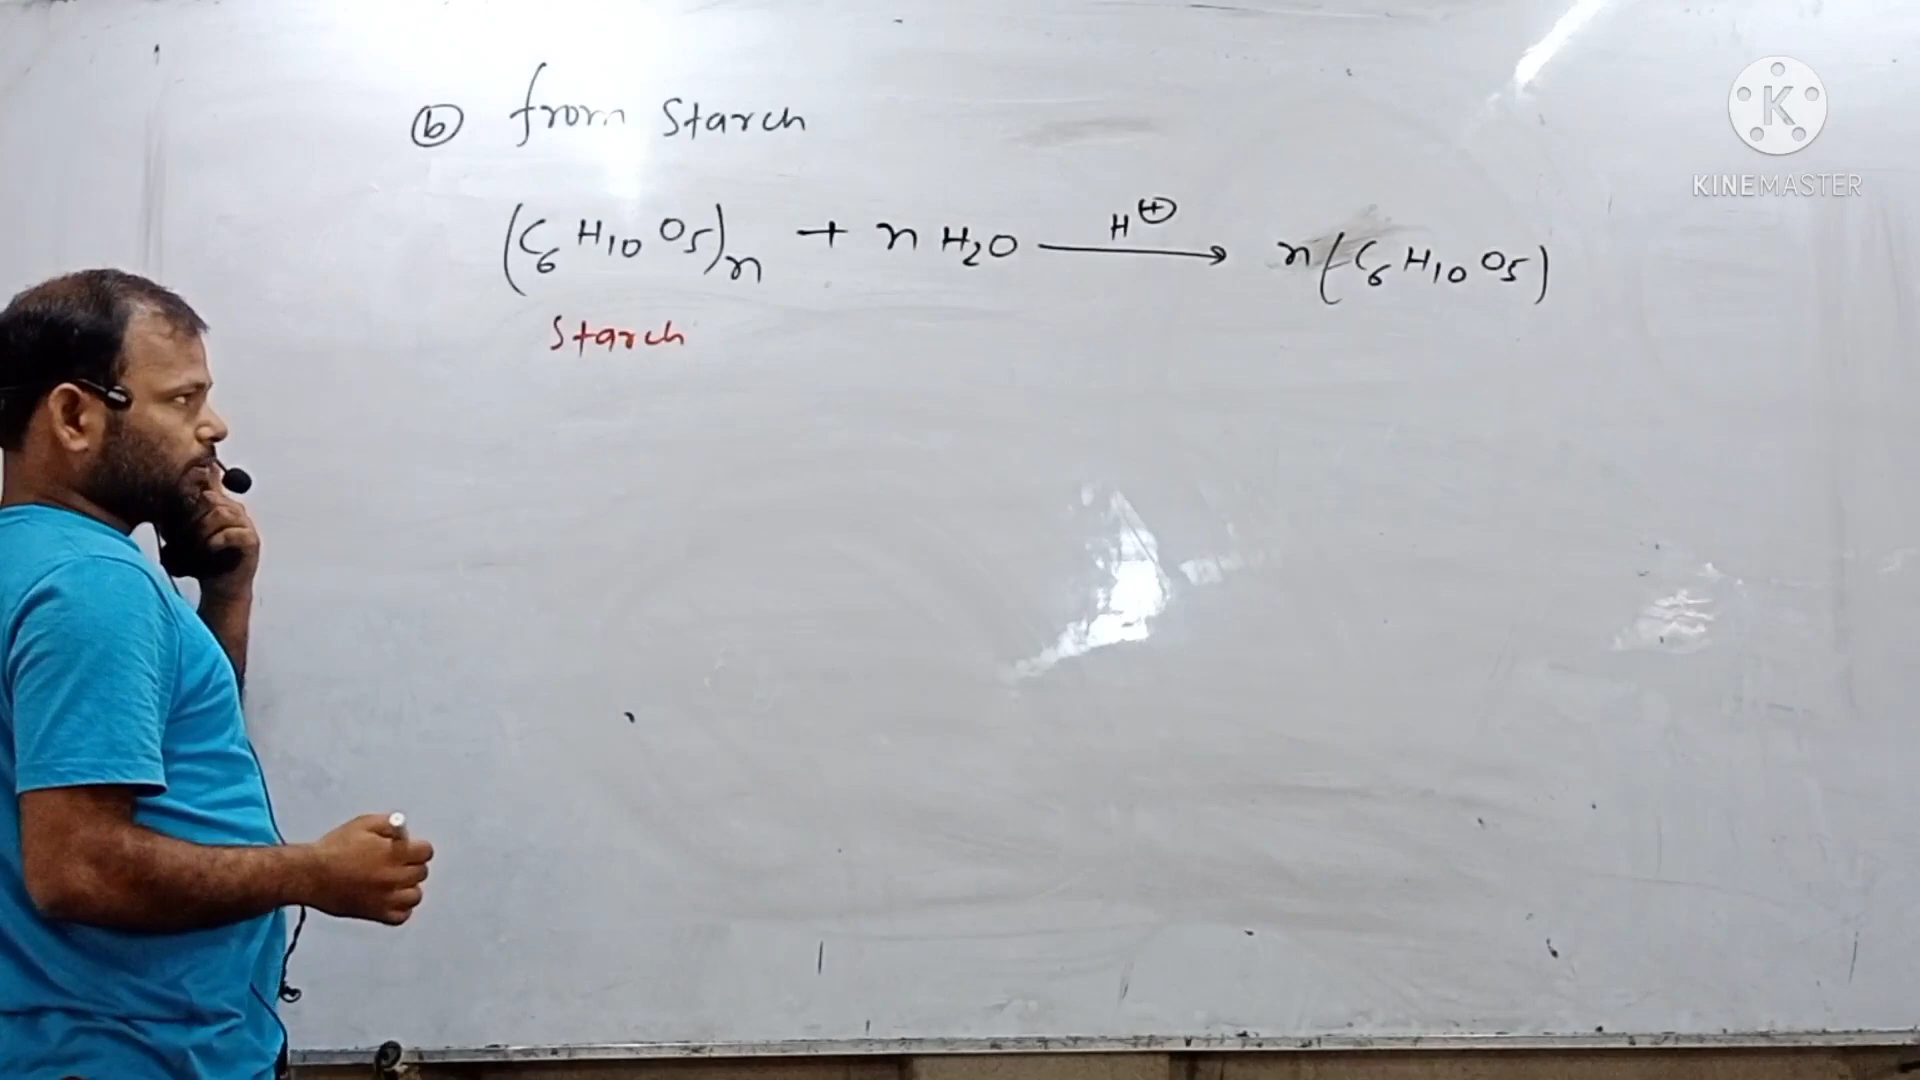 (b) from Starch
(C6H10O5)n + n H2O —H⊕→ n(C6H10O5)
Starch
K
KINEMASTER